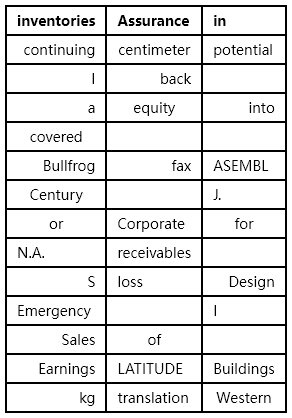 inventories Assurance in
continuing centimeter potential
I back
a equity into
covered
Bullfrog fax ASEMBL
Century J.
or Corporate for
N.A. receivables
S loss Design
Emergency I
Sales of
Earnings LATITUDE Buildings
kg translation Western